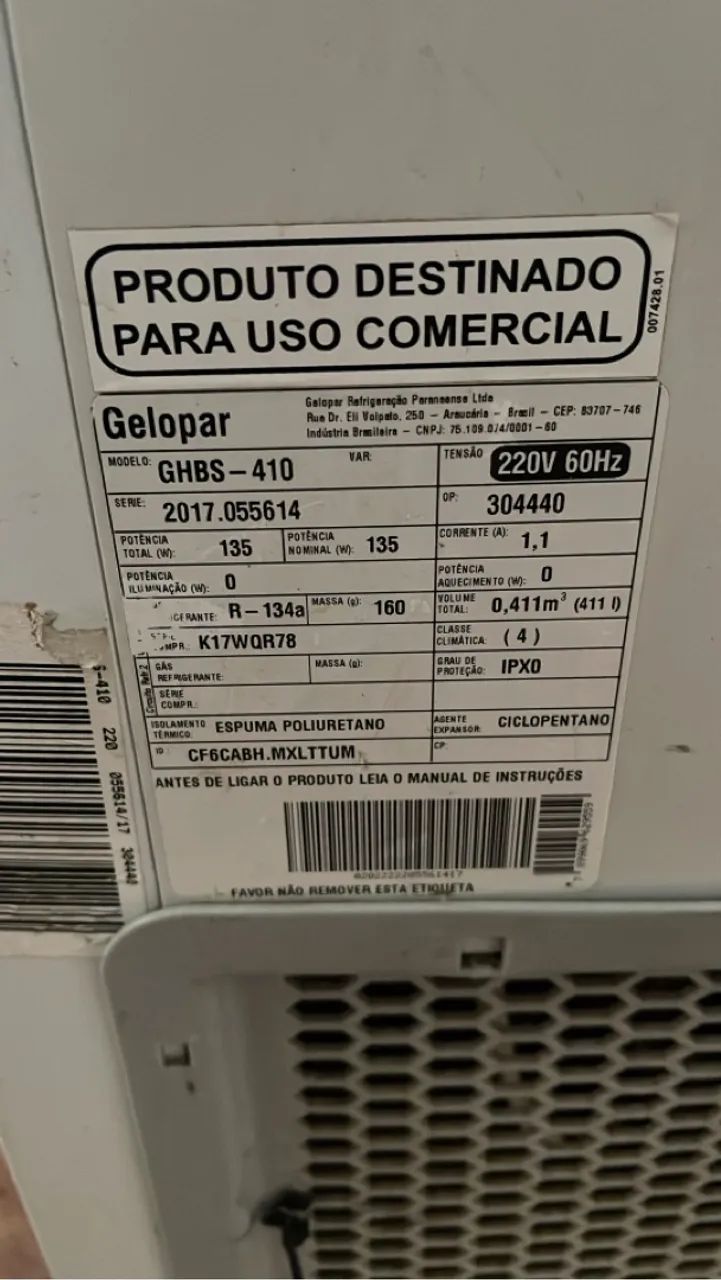 PRODUTO DESTINADO
PARA USO COMERCIAL
007428.01
Gelopar
Gelopar Refrigeração Paranaense Ltda
Rua Dr. Eli Volpato, 250 – Araucária – Brasil – CEP: 83707–746
Indústria Brasileira – CNPJ: 75.109.074/0001–60
MODELO: GHBS–410 VAR: TENSÃO 220V 60Hz
SERIE: 2017.055614 OP: 304440
POTÊNCIA TOTAL (W): 135 POTÊNCIA NOMINAL (W): 135 CORRENTE (A): 1,1
POTÊNCIA ILUMINAÇÃO (W): 0 POTÊNCIA AQUECIMENTO (W): 0
IGERANTE: R–134a MASSA (g): 160 VOLUME TOTAL: 0,411m³ (411 l)
MPR.: K17WQR78 CLASSE CLIMÁTICA: (4)
GÁS REFRIGERANTE: MASSA (g): GRAU DE PROTEÇÃO: IPX0
SÉRIE COMPR.:
ISOLAMENTO TÉRMICO: ESPUMA POLIURETANO AGENTE EXPANSOR: CICLOPENTANO
ID: CF6CABH.MXLTTUM CP:
ANTES DE LIGAR O PRODUTO LEIA O MANUAL DE INSTRUÇÕES
FAVOR NÃO REMOVER ESTA ETIQUETA
S-410 220 055614/17 304440